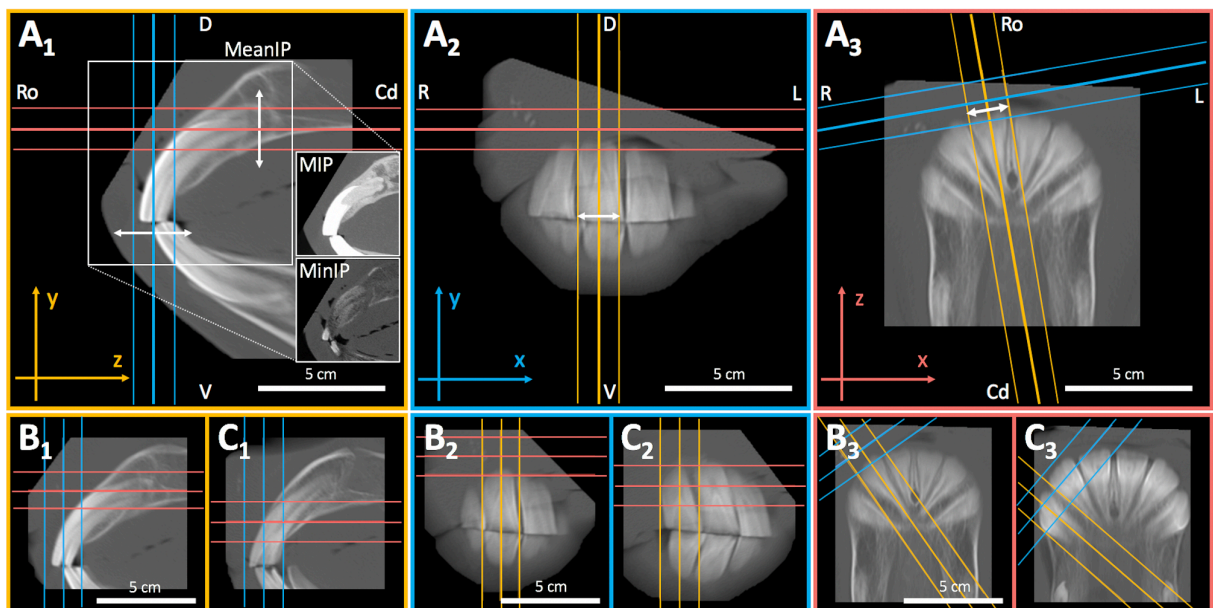 A1
D
MeanIP
Ro
Cd
MIP
MinIP
y
z
V
5 cm
A2
D
R
L
y
x
V
5 cm
A3
Ro
R
L
z
x
Cd
5 cm
B1
5 cm
C1
B2
5 cm
C2
B3
5 cm
C3